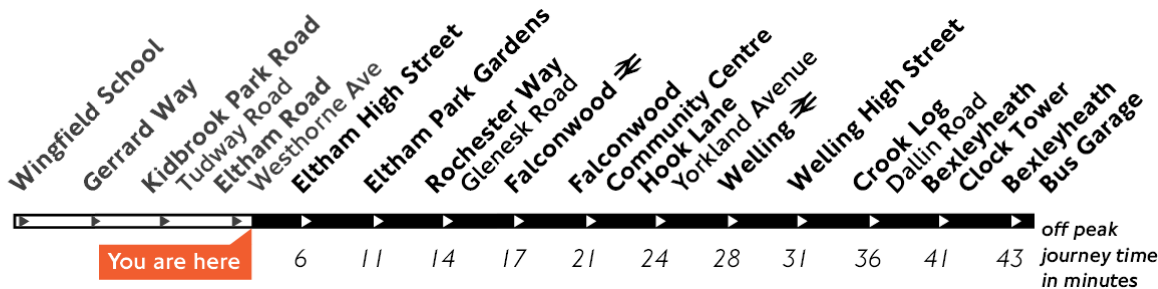 Wingfield School
Gerrard Way
Kidbrook Park Road
Tudway Road
Eltham Road
Westhorne Ave
Eltham High Street
Eltham Park Gardens
Rochester Way
Glenesk Road
Falconwood
Falconwood
Community Centre
Hook Lane
Yorkland Avenue
Welling
Welling High Street
Crook Log
Dallin Road
Bexleyheath
Clock Tower
Bexleyheath
Bus Garage
You are here
6 11 14 17 21 24 28 31 36 41 43
off peak
journey time
in minutes